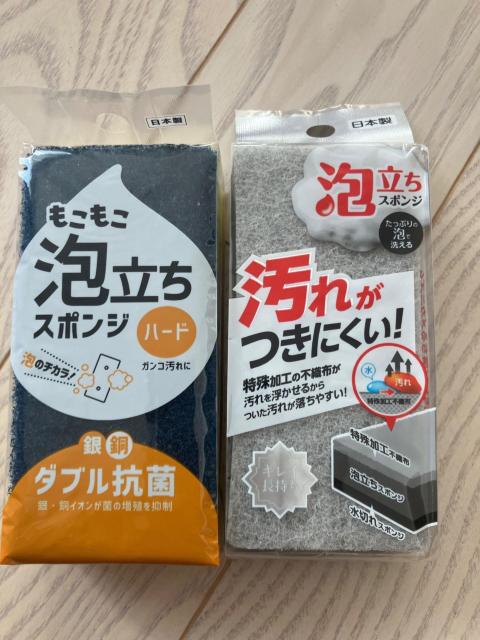 日本製
もこもこ
泡立ち
スポンジ
ハード
ガンコ汚れに
泡のチカラ!
銀 銅
ダブル抗菌
銀・銅イオンが菌の増殖を抑制
日本製
泡立ち
スポンジ
たっぷりの
泡で
洗える
汚れが
つきにくい!
特殊加工の不織布が
汚れを浮かせるから
ついた汚れが落ちやすい!
水
汚れ
特殊加工不織布
キレイ
長持ち
特殊加工不織布
泡立ちスポンジ
水切れスポンジ